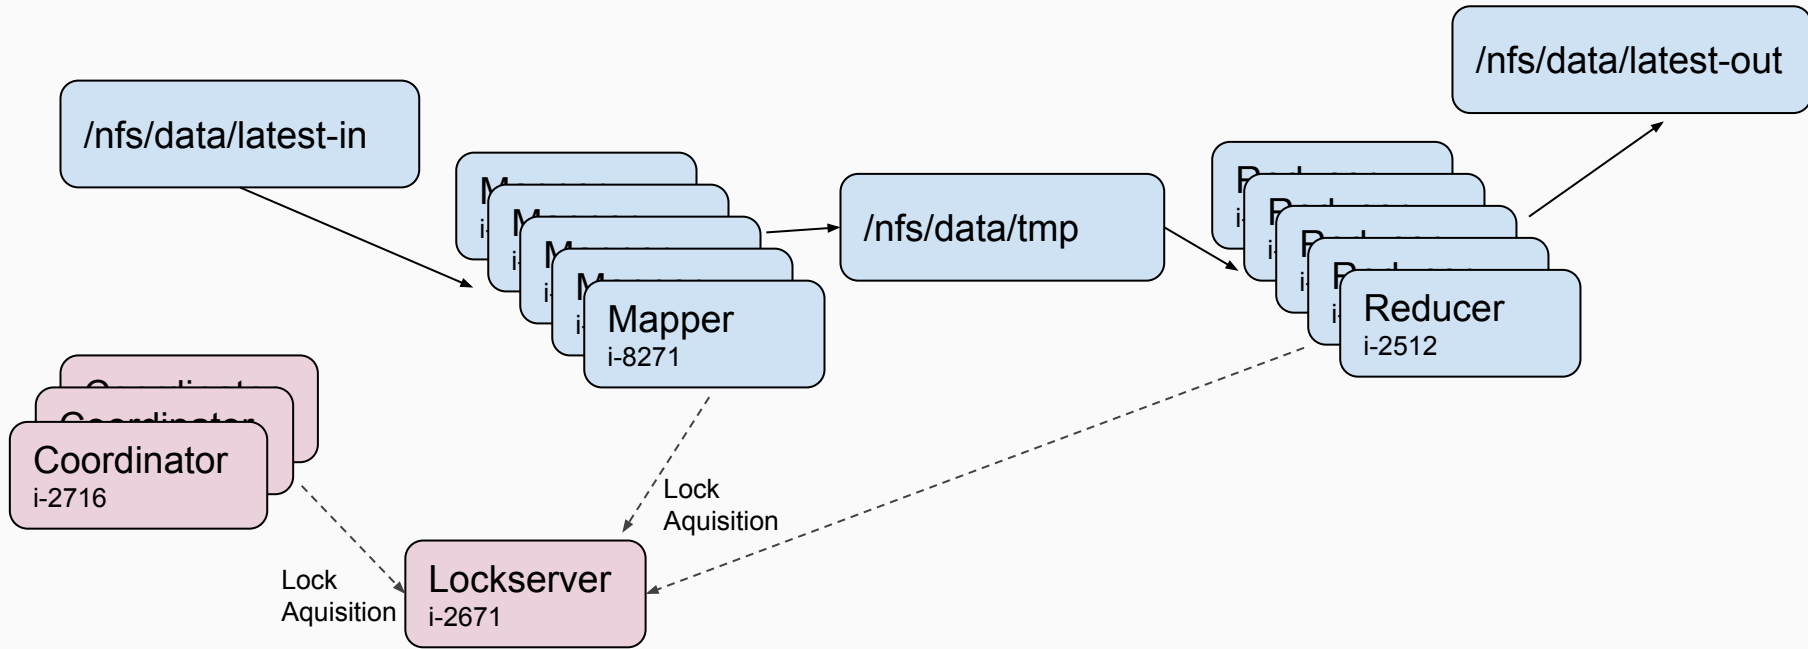 /nfs/data/latest-out
/nfs/data/latest-in
/nfs/data/tmp
Mapper
i-8271
Reducer
i-2512
Coordinator
i-2716
Lock
Aquisition
Lock
Aquisition
Lockserver
i-2671